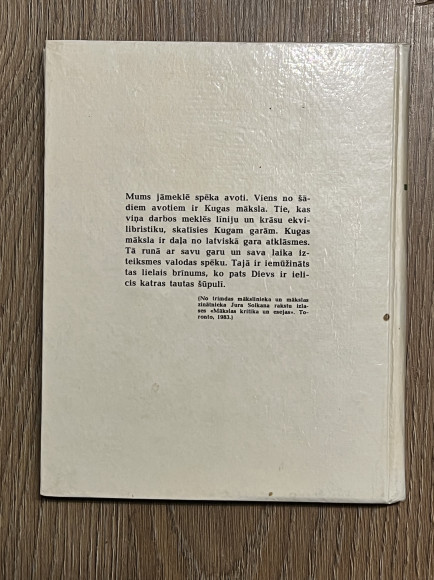 Mums jāmeklē spēka avoti. Viens no šā-
diem avotiem ir Kugas māksla. Tie, kas
viņa darbos meklēs līniju un krāsu ekvi-
libristiku, skatīsies Kugam garām. Kugas
māksla ir daļa no latviskā gara atklāsmes.
Tā runā ar savu garu un sava laika iz-
teiksmes valodas spēku. Tajā ir iemūžināts
tas lielais brīnums, ko pats Dievs ir ieli-
cis katras tautas šūpulī.
(No trimdas mākslinieka un mākslas
zinātnieka Jura Soikana rakstu izla-
ses «Mākslas kritika un esejas». To-
ronto, 1983.)